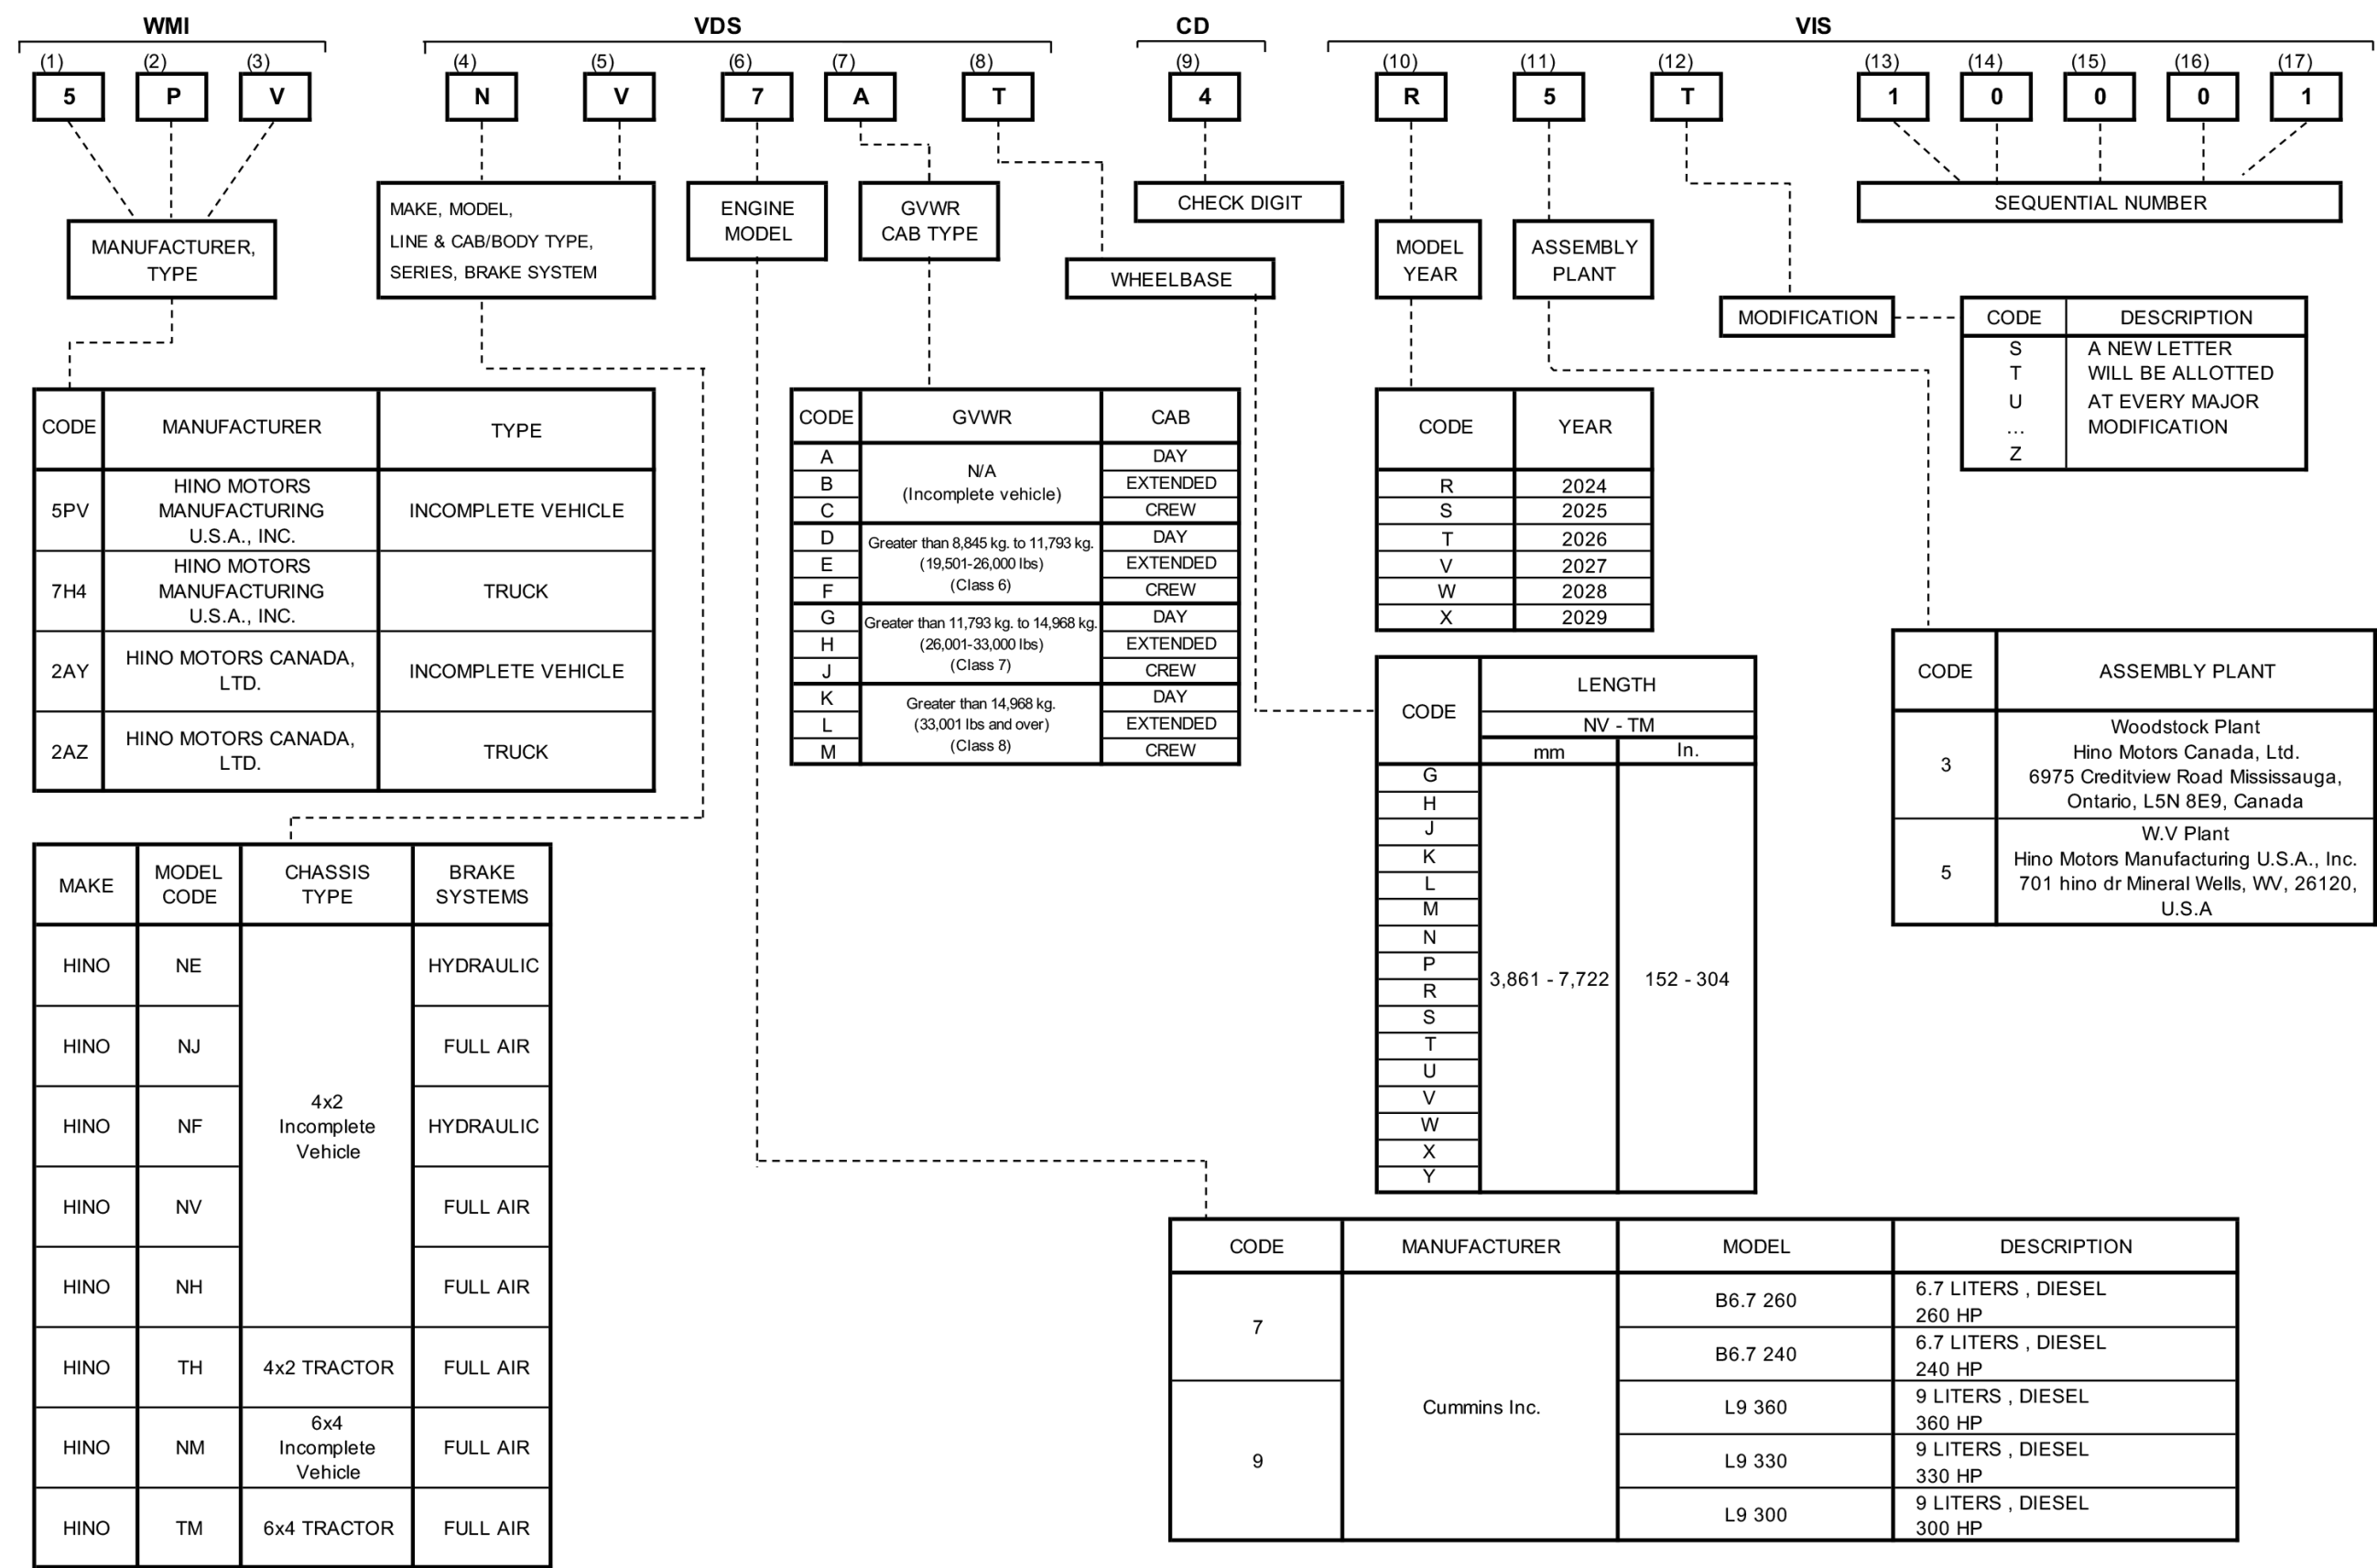 WMI VDS CD VIS
(1) (2) (3) (4) (5) (6) (7) (8) (9) (10) (11) (12) (13) (14) (15) (16) (17)
5 P V N V 7 A T 4 R 5 T 1 0 0 0 1
MANUFACTURER,
TYPE
MAKE, MODEL,
LINE & CAB/BODY TYPE,
SERIES, BRAKE SYSTEM
ENGINE
MODEL
GVWR
CAB TYPE
WHEELBASE
CHECK DIGIT
MODEL
YEAR
ASSEMBLY
PLANT
MODIFICATION
SEQUENTIAL NUMBER
CODE DESCRIPTION
S A NEW LETTER
T WILL BE ALLOTTED
U AT EVERY MAJOR
... MODIFICATION
Z
CODE MANUFACTURER TYPE
5PV
HINO MOTORS
MANUFACTURING
U.S.A., INC.
INCOMPLETE VEHICLE
7H4
HINO MOTORS
MANUFACTURING
U.S.A., INC.
TRUCK
2AY
HINO MOTORS CANADA,
LTD.
INCOMPLETE VEHICLE
2AZ
HINO MOTORS CANADA,
LTD.
TRUCK
CODE GVWR CAB
A DAY
B EXTENDED
C CREW
N/A
(Incomplete vehicle)
D DAY
E EXTENDED
F CREW
Greater than 8,845 kg. to 11,793 kg.
(19,501-26,000 lbs)
(Class 6)
G DAY
H EXTENDED
J CREW
Greater than 11,793 kg. to 14,968 kg.
(26,001-33,000 lbs)
(Class 7)
K DAY
L EXTENDED
M CREW
Greater than 14,968 kg.
(33,001 lbs and over)
(Class 8)
CODE YEAR
R 2024
S 2025
T 2026
V 2027
W 2028
X 2029
CODE
LENGTH
NV - TM
mm In.
G
H
J
K
L
M
N
P
R
S
T
U
V
W
X
Y
3,861 - 7,722 152 - 304
CODE ASSEMBLY PLANT
3
Woodstock Plant
Hino Motors Canada, Ltd.
6975 Creditview Road Mississauga,
Ontario, L5N 8E9, Canada
5
W.V Plant
Hino Motors Manufacturing U.S.A., Inc.
701 hino dr Mineral Wells, WV, 26120,
U.S.A
MAKE
MODEL
CODE
CHASSIS
TYPE
BRAKE
SYSTEMS
HINO NE HYDRAULIC
HINO NJ FULL AIR
HINO NF HYDRAULIC
HINO NV FULL AIR
HINO NH FULL AIR
4x2
Incomplete
Vehicle
HINO TH 4x2 TRACTOR FULL AIR
HINO NM FULL AIR
6x4
Incomplete
Vehicle
HINO TM 6x4 TRACTOR FULL AIR
CODE MANUFACTURER MODEL DESCRIPTION
7
Cummins Inc.
B6.7 260
6.7 LITERS , DIESEL
260 HP
B6.7 240
6.7 LITERS , DIESEL
240 HP
9
L9 360
9 LITERS , DIESEL
360 HP
L9 330
9 LITERS , DIESEL
330 HP
L9 300
9 LITERS , DIESEL
300 HP